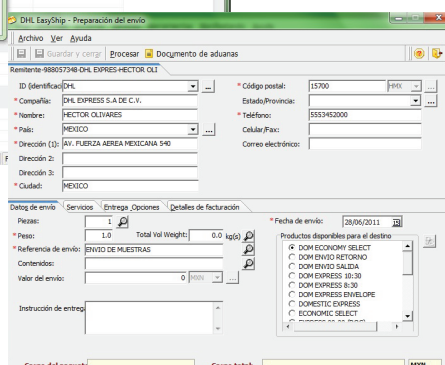 DHL EasyShip - Preparación del envío
Archivo Ver Ayuda
Guardar y cerrar Procesar Documento de aduanas
Remitente-988057348-DHL EXPRES-HECTOR OLI
ID (identificaci DHL ... * Código postal: 15700 HMX ...
* Compañía: DHL EXPRESS S.A DE C.V. Estado/Provincia: ...
* Nombre: HECTOR OLIVARES * Teléfono: 5553452000
* País: MEXICO ... Celular/Fax:
* Dirección (1): AV. FUERZA AEREA MEXICANA 540 Correo electrónico:
Dirección 2:
Dirección 3:
* Ciudad: MEXICO
Datos de envío Servicios Entrega_Opciones Detalles de facturación
Piezas: 1 * Fecha de envío: 28/06/2011 15
* Peso: 1.0 Total Vol Weight: 0.0 kg(s) Productos disponibles para el destino
* Referencia de envío: ENVIO DE MUESTRAS DOM ECONOMY SELECT
DOM ENVIO RETORNO
Contenidos: DOM ENVIO SALIDA
Valor del envío: 0 MXN ... DOM EXPRESS 10:30
DOM EXPRESS 8:30
DOM EXPRESS ENVELOPE
Instrucción de entrega DOMESTIC EXPRESS
ECONOMIC SELECT
MXN